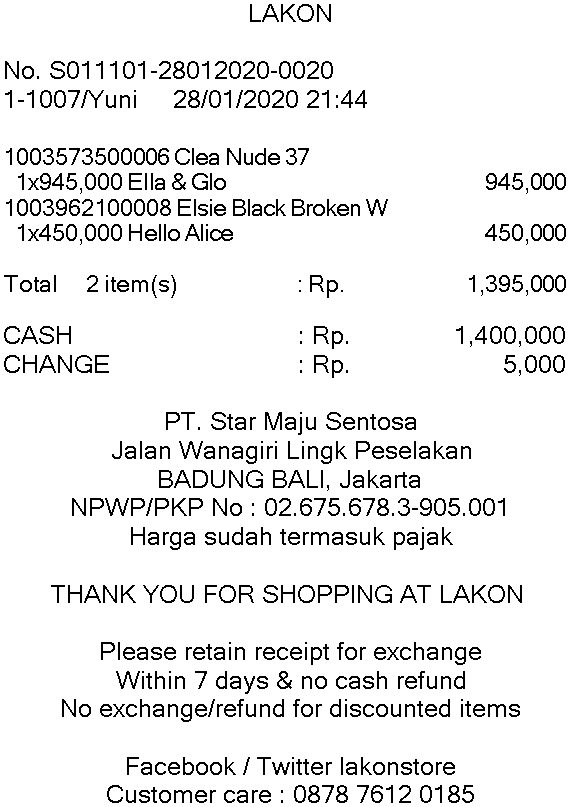 LAKON
No. S011101-28012020-0020
1-1007/Yuni 28/01/2020 21:44
1003573500006 Clea Nude 37
1x945,000 Ella & Glo 945,000
1003962100008 Elsie Black Broken W
1x450,000 Hello Alice 450,000
Total 2 item(s) : Rp. 1,395,000
CASH : Rp. 1,400,000
CHANGE : Rp. 5,000
PT. Star Maju Sentosa
Jalan Wanagiri Lingk Peselakan
BADUNG BALI, Jakarta
NPWP/PKP No : 02.675.678.3-905.001
Harga sudah termasuk pajak
THANK YOU FOR SHOPPING AT LAKON
Please retain receipt for exchange
Within 7 days & no cash refund
No exchange/refund for discounted items
Facebook / Twitter lakonstore
Customer care : 0878 7612 0185